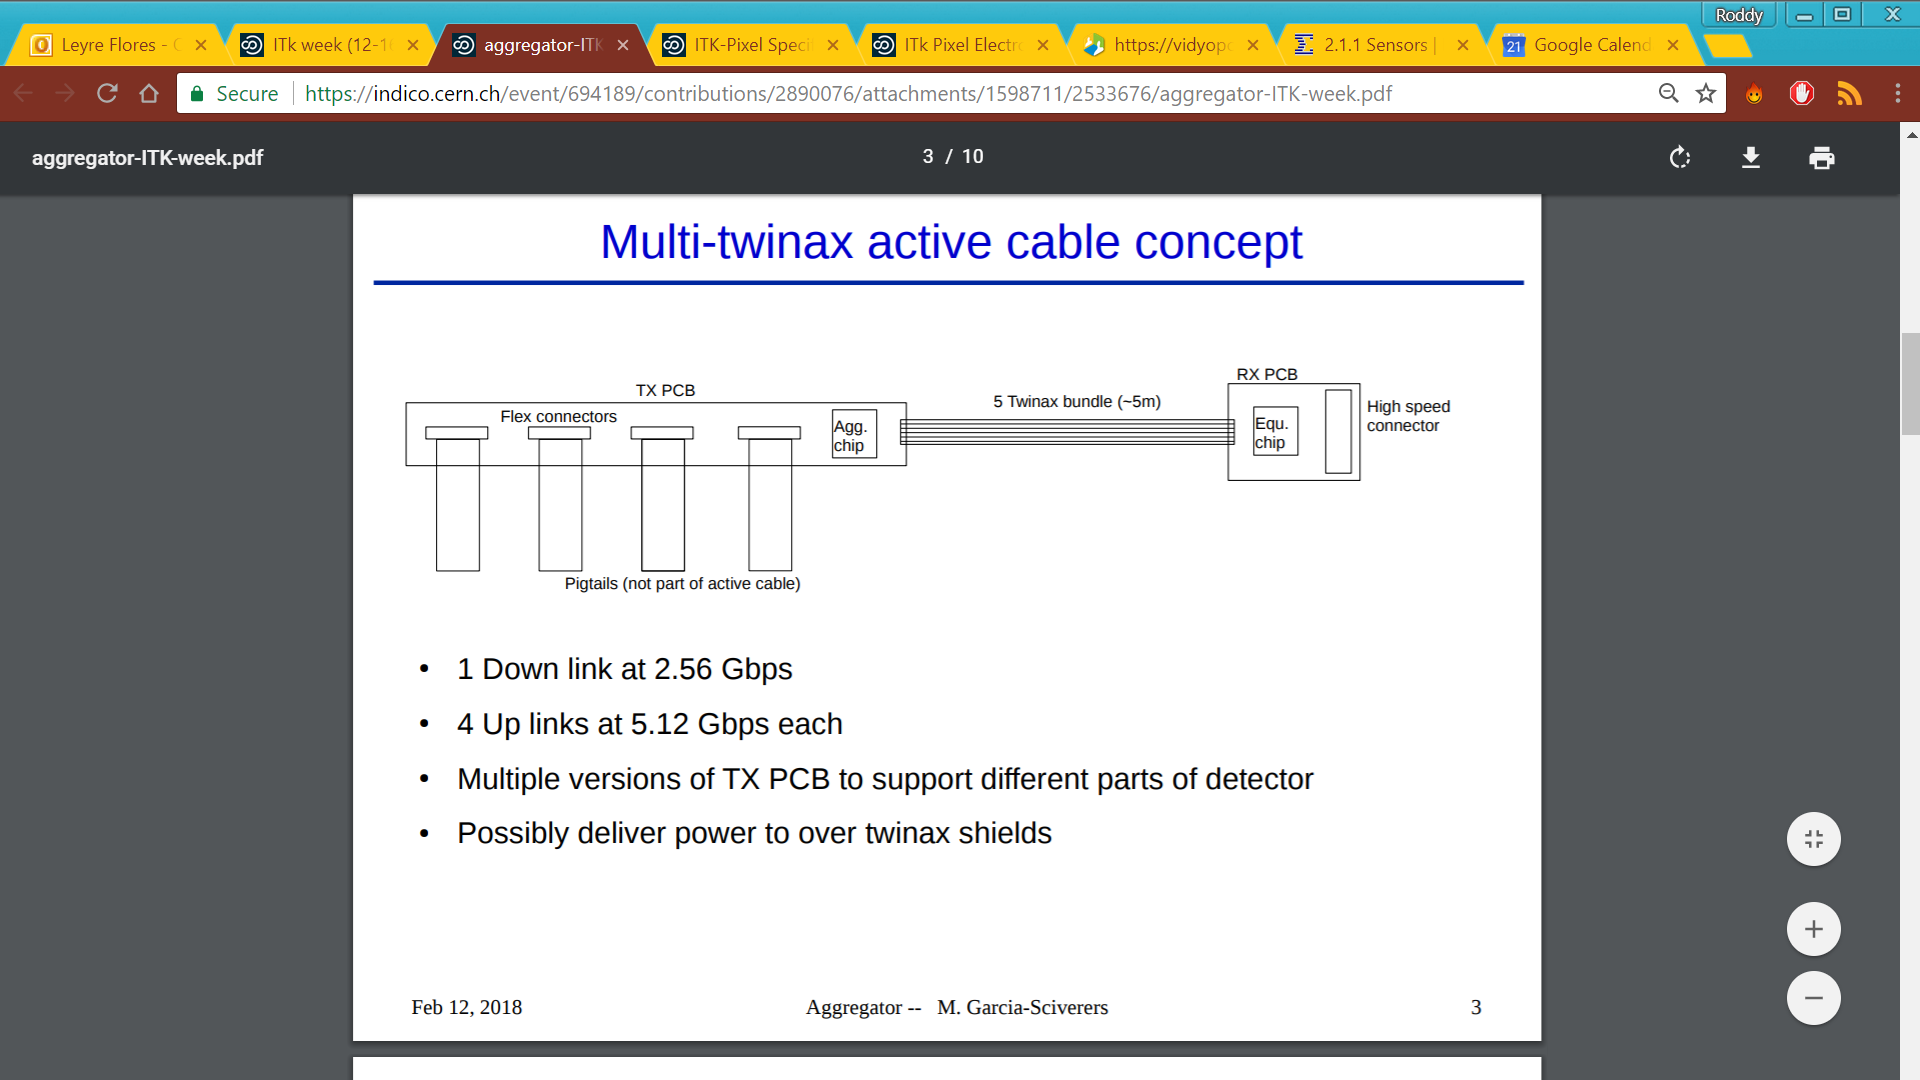 Roddy
Leyre Flores - C
ITk week (12-1
aggregator-ITK
ITK-Pixel Specif
ITk Pixel Electro
https://vidyopo
2.1.1 Sensors |
21
Google Calend
Secure
https://indico.cern.ch/event/694189/contributions/2890076/attachments/1598711/2533676/aggregator-ITK-week.pdf
aggregator-ITK-week.pdf
3 / 10
Multi-twinax active cable concept
TX PCB
RX PCB
Flex connectors
Agg.
chip
5 Twinax bundle (~5m)
Equ.
chip
High speed
connector
Pigtails (not part of active cable)
• 1 Down link at 2.56 Gbps
• 4 Up links at 5.12 Gbps each
• Multiple versions of TX PCB to support different parts of detector
• Possibly deliver power to over twinax shields
Feb 12, 2018
Aggregator -- M. Garcia-Sciverers
3